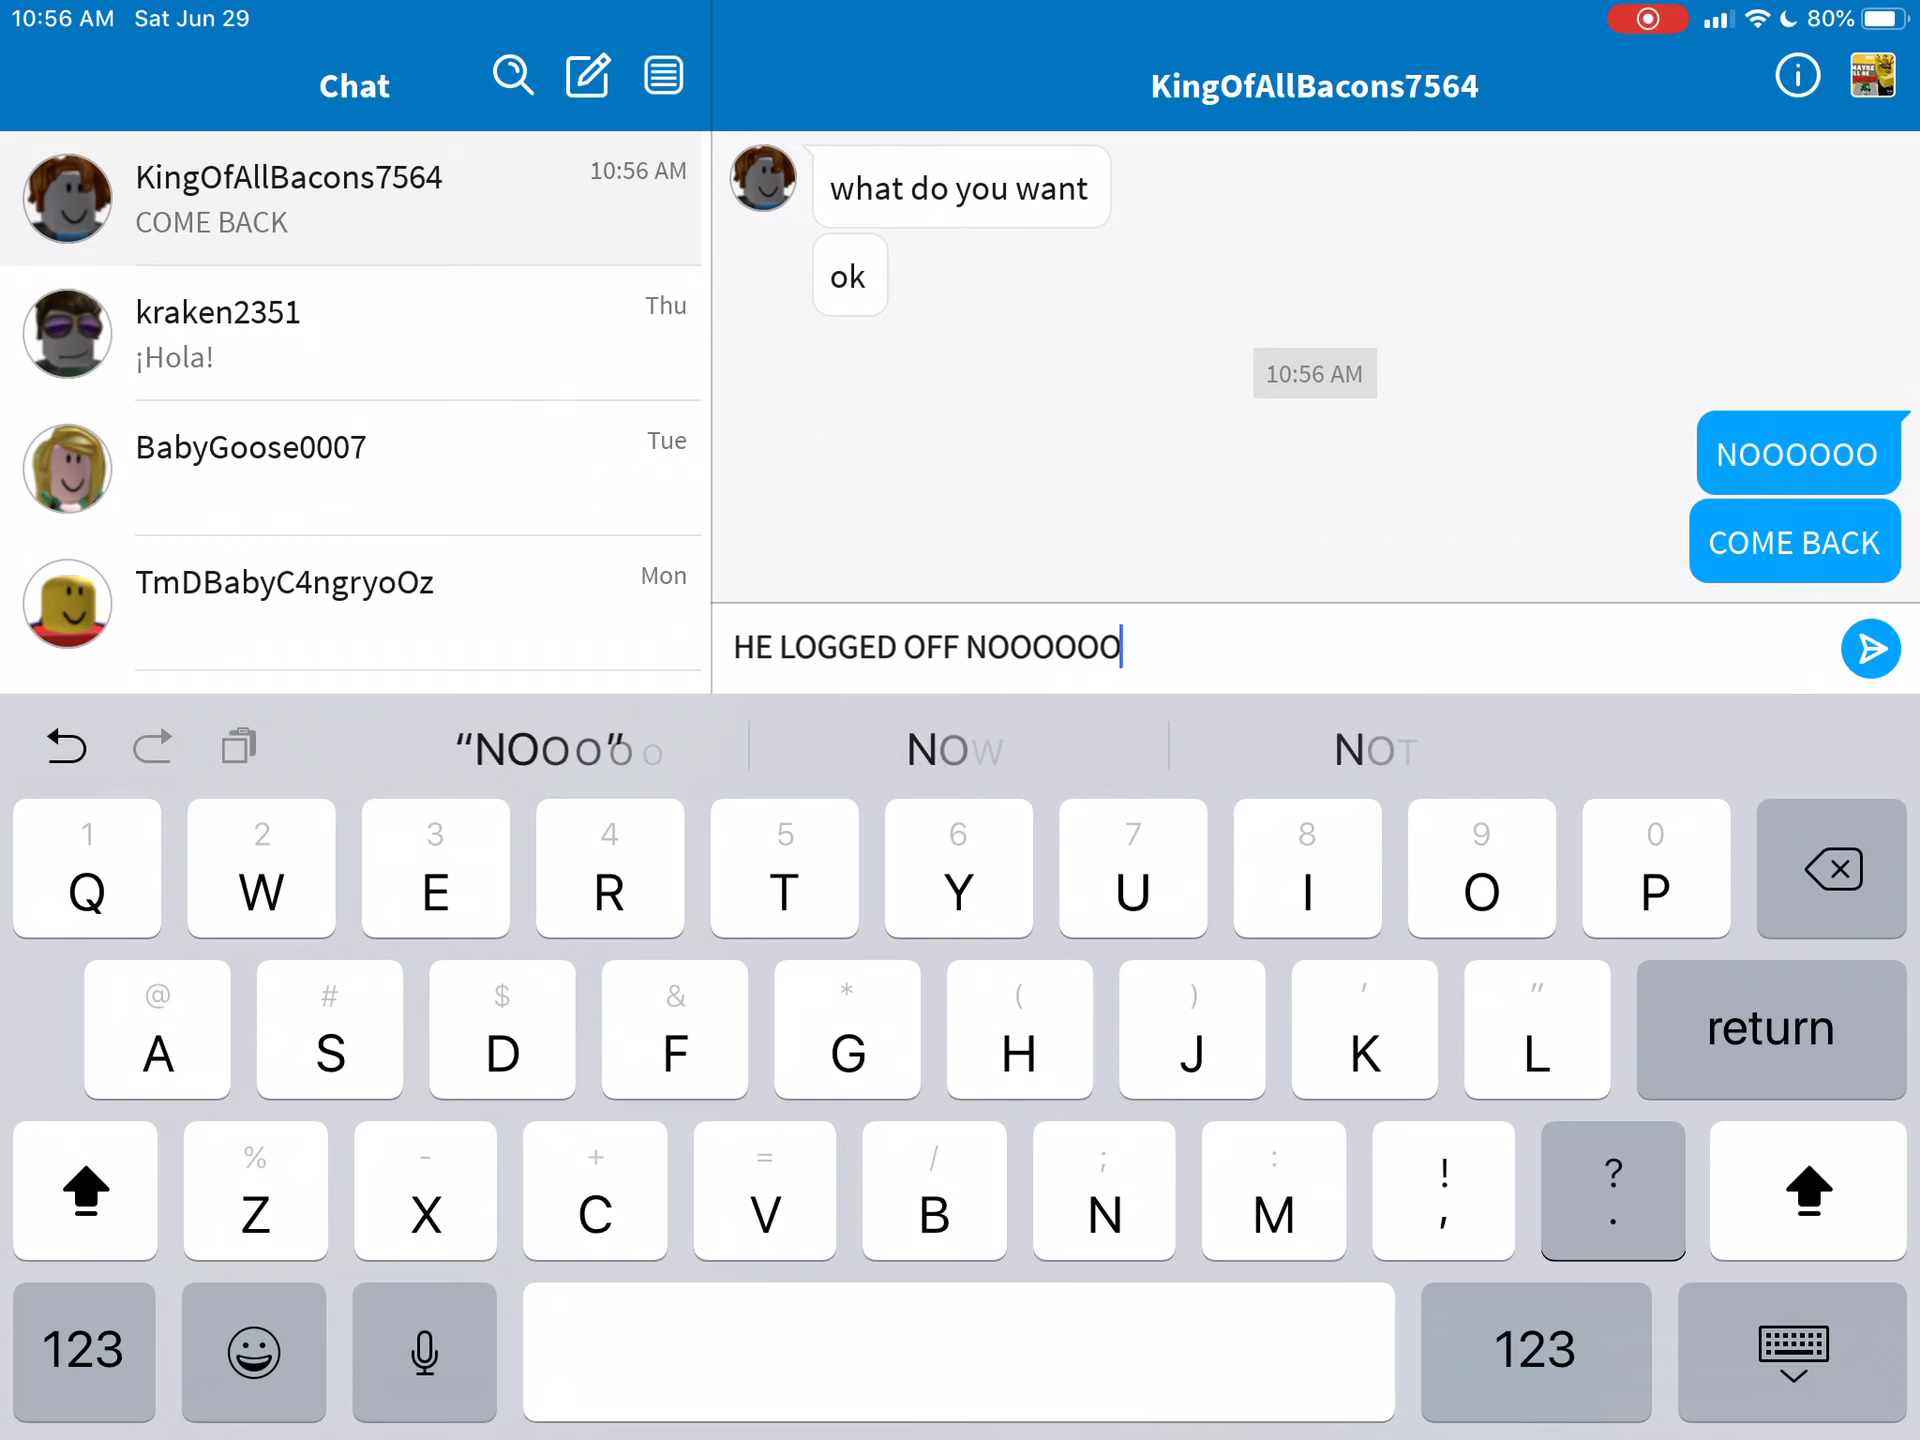 10:56 AM Sat Jun 29
80%
Chat
KingOfAllBacons7564
KingOfAllBacons7564 10:56 AM
COME BACK
kraken2351 Thu
¡Hola!
BabyGoose0007 Tue
TmDBabyC4ngryoOz Mon
what do you want
ok
10:56 AM
NOOOOOO
COME BACK
HE LOGGED OFF NOOOOOO
“NOooo”o NOW NOT
1 2 3 4 5 6 7 8 9 0
Q W E R T Y U I O P
@ # $ & * ( ) ' "
A S D F G H J K L return
% - + = / ; : ! ?
Z X C V B N M , .
123 123